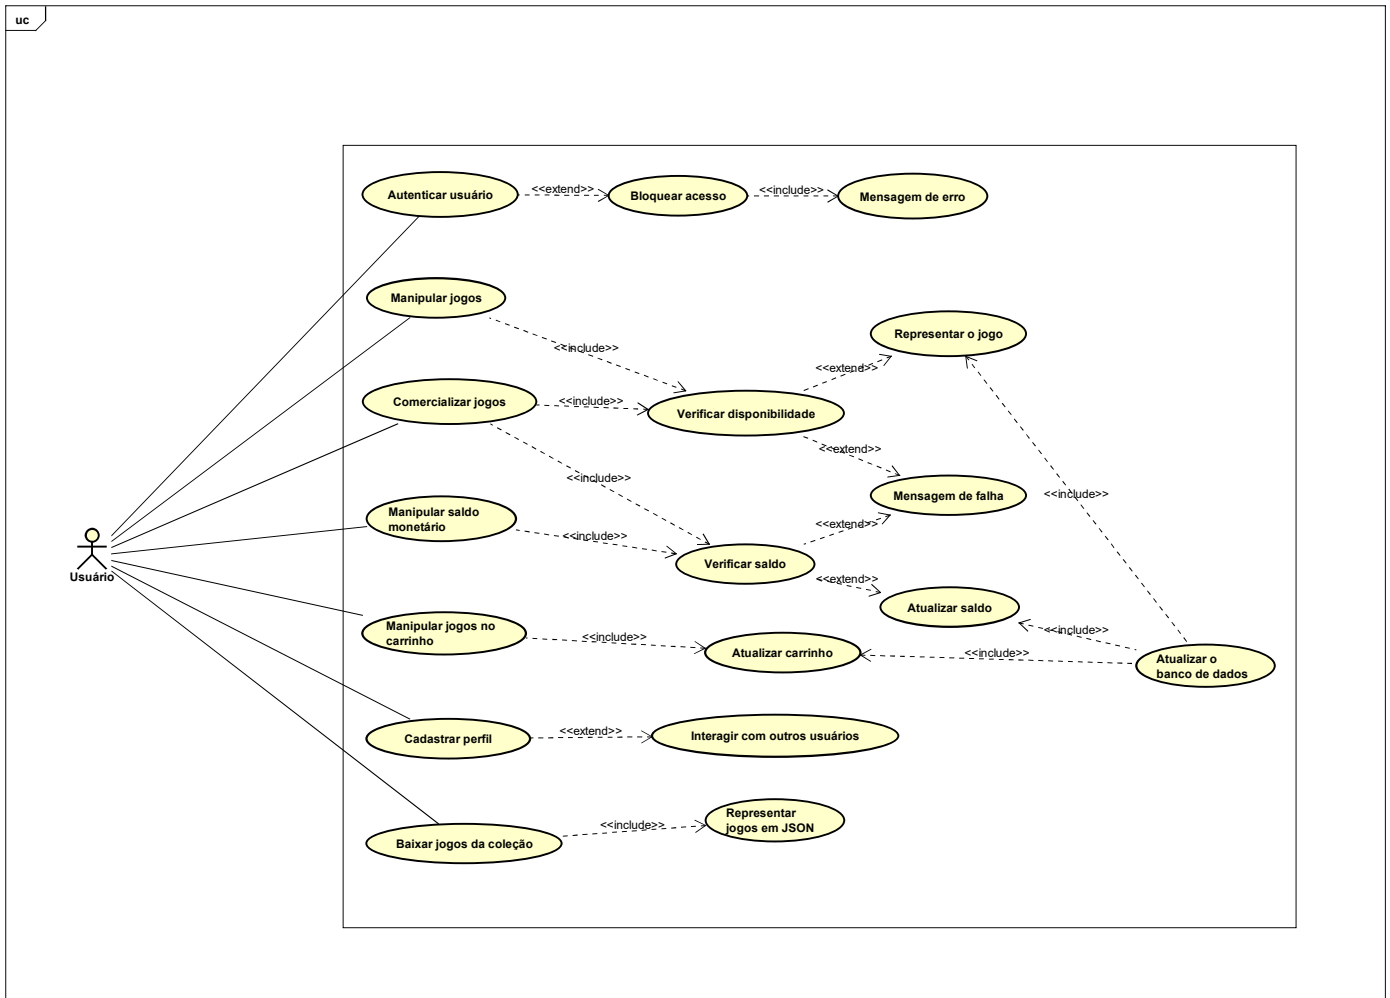 uc
Autenticar usuário
<<extend>>
Bloquear acesso
<<include>>
Mensagem de erro
Manipular jogos
<<include>>
Representar o jogo
<<extend>>
Comercializar jogos
<<include>>
Verificar disponibilidade
<<extend>>
<<include>>
Mensagem de falha
<<include>>
Manipular saldo
monetário
<<include>>
<<extend>>
Verificar saldo
<<extend>>
Usuário
Atualizar saldo
Manipular jogos no
carrinho
<<include>>
Atualizar carrinho
<<include>>
<<include>>
Atualizar o
banco de dados
Cadastrar perfil
<<extend>>
Interagir com outros usuários
Baixar jogos da coleção
<<include>>
Representar
jogos em JSON